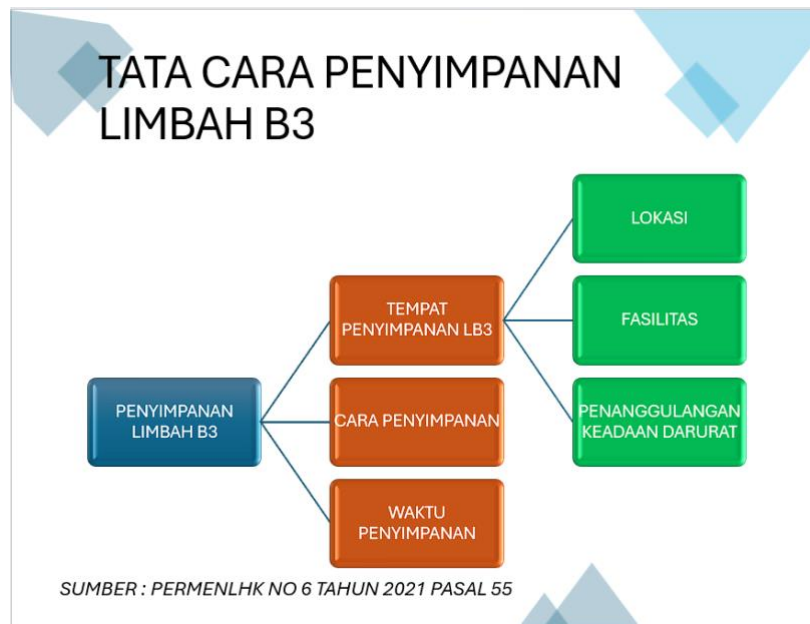 TATA CARA PENYIMPANAN
LIMBAH B3
LOKASI
TEMPAT
PENYIMPANAN LB3
FASILITAS
PENYIMPANAN
LIMBAH B3
CARA PENYIMPANAN
PENANGGULANGAN
KEADAAN DARURAT
WAKTU
PENYIMPANAN
SUMBER : PERMENLHK NO 6 TAHUN 2021 PASAL 55